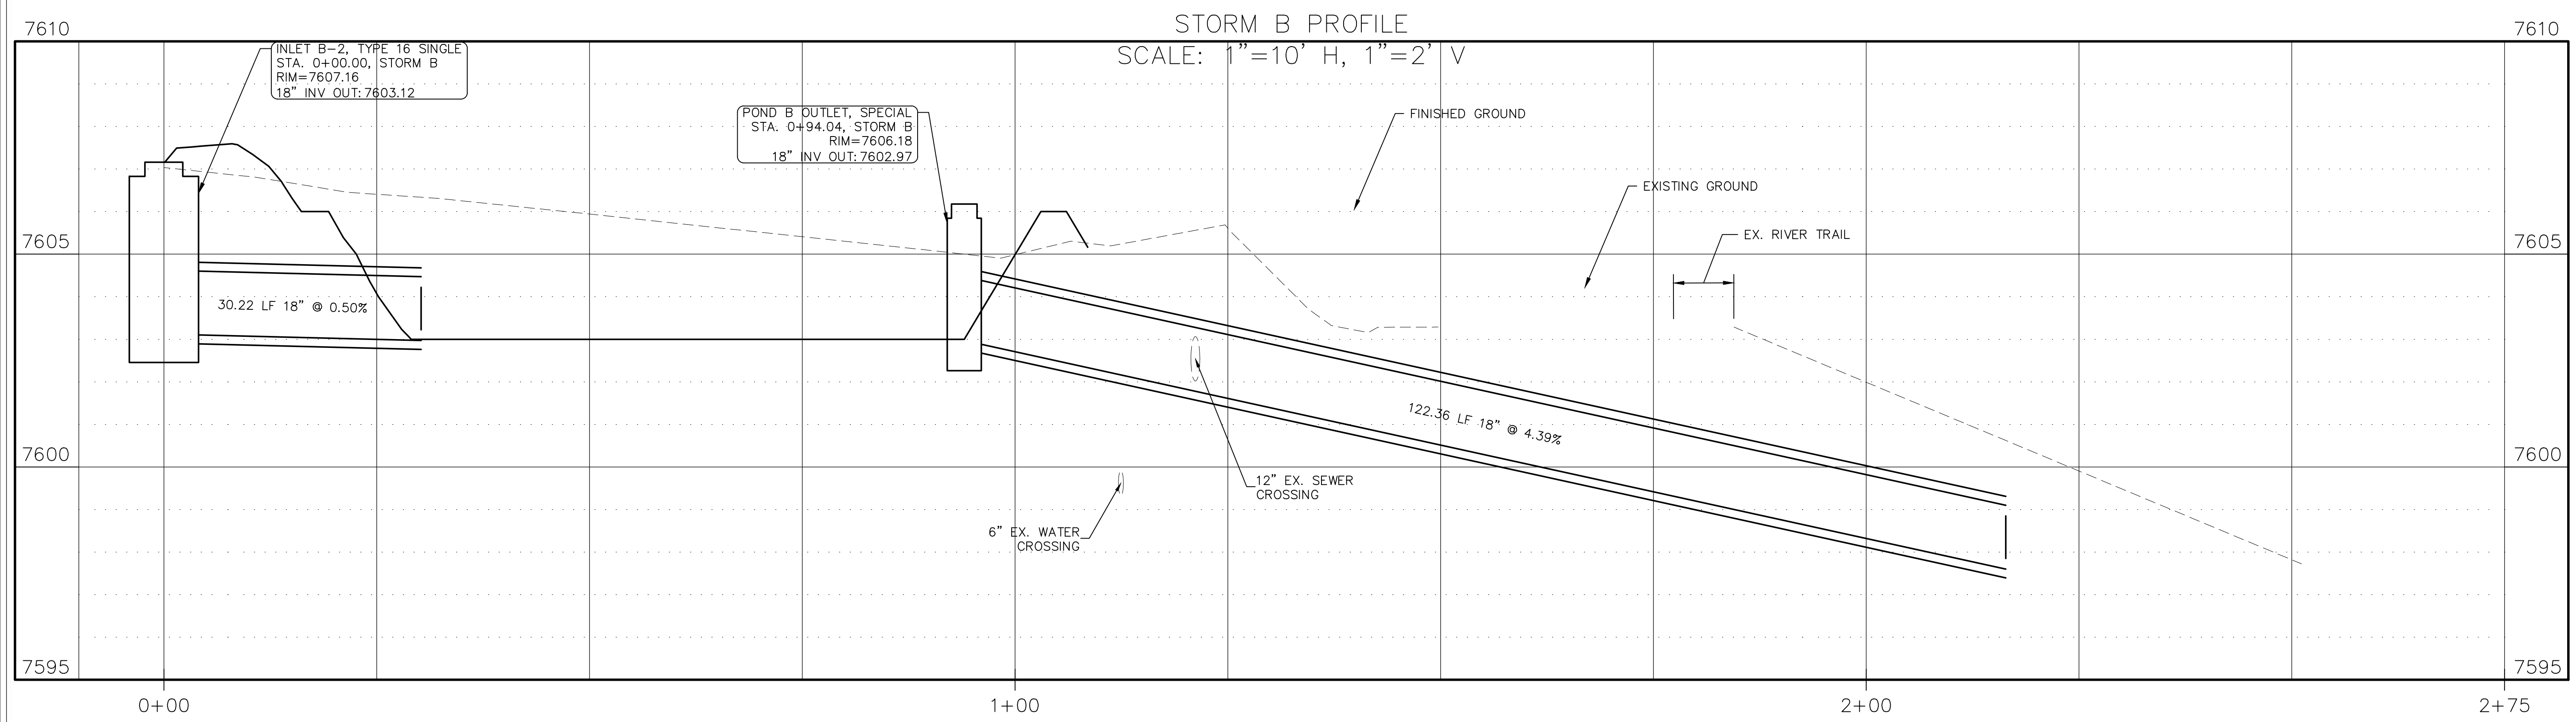 STORM B PROFILE
SCALE: 1"=10' H, 1"=2' V
7610
7610
INLET B-2, TYPE 16 SINGLE
STA. 0+00.00, STORM B
RIM=7607.16
18" INV OUT: 7603.12
POND B OUTLET, SPECIAL
STA. 0+94.04, STORM B
RIM=7606.18
18" INV OUT: 7602.97
FINISHED GROUND
EXISTING GROUND
EX. RIVER TRAIL
7605
7605
30.22 LF 18" @ 0.50%
122.36 LF 18" @ 4.39%
7600
7600
12" EX. SEWER
CROSSING
6" EX. WATER
CROSSING
7595
7595
0+00
1+00
2+00
2+75